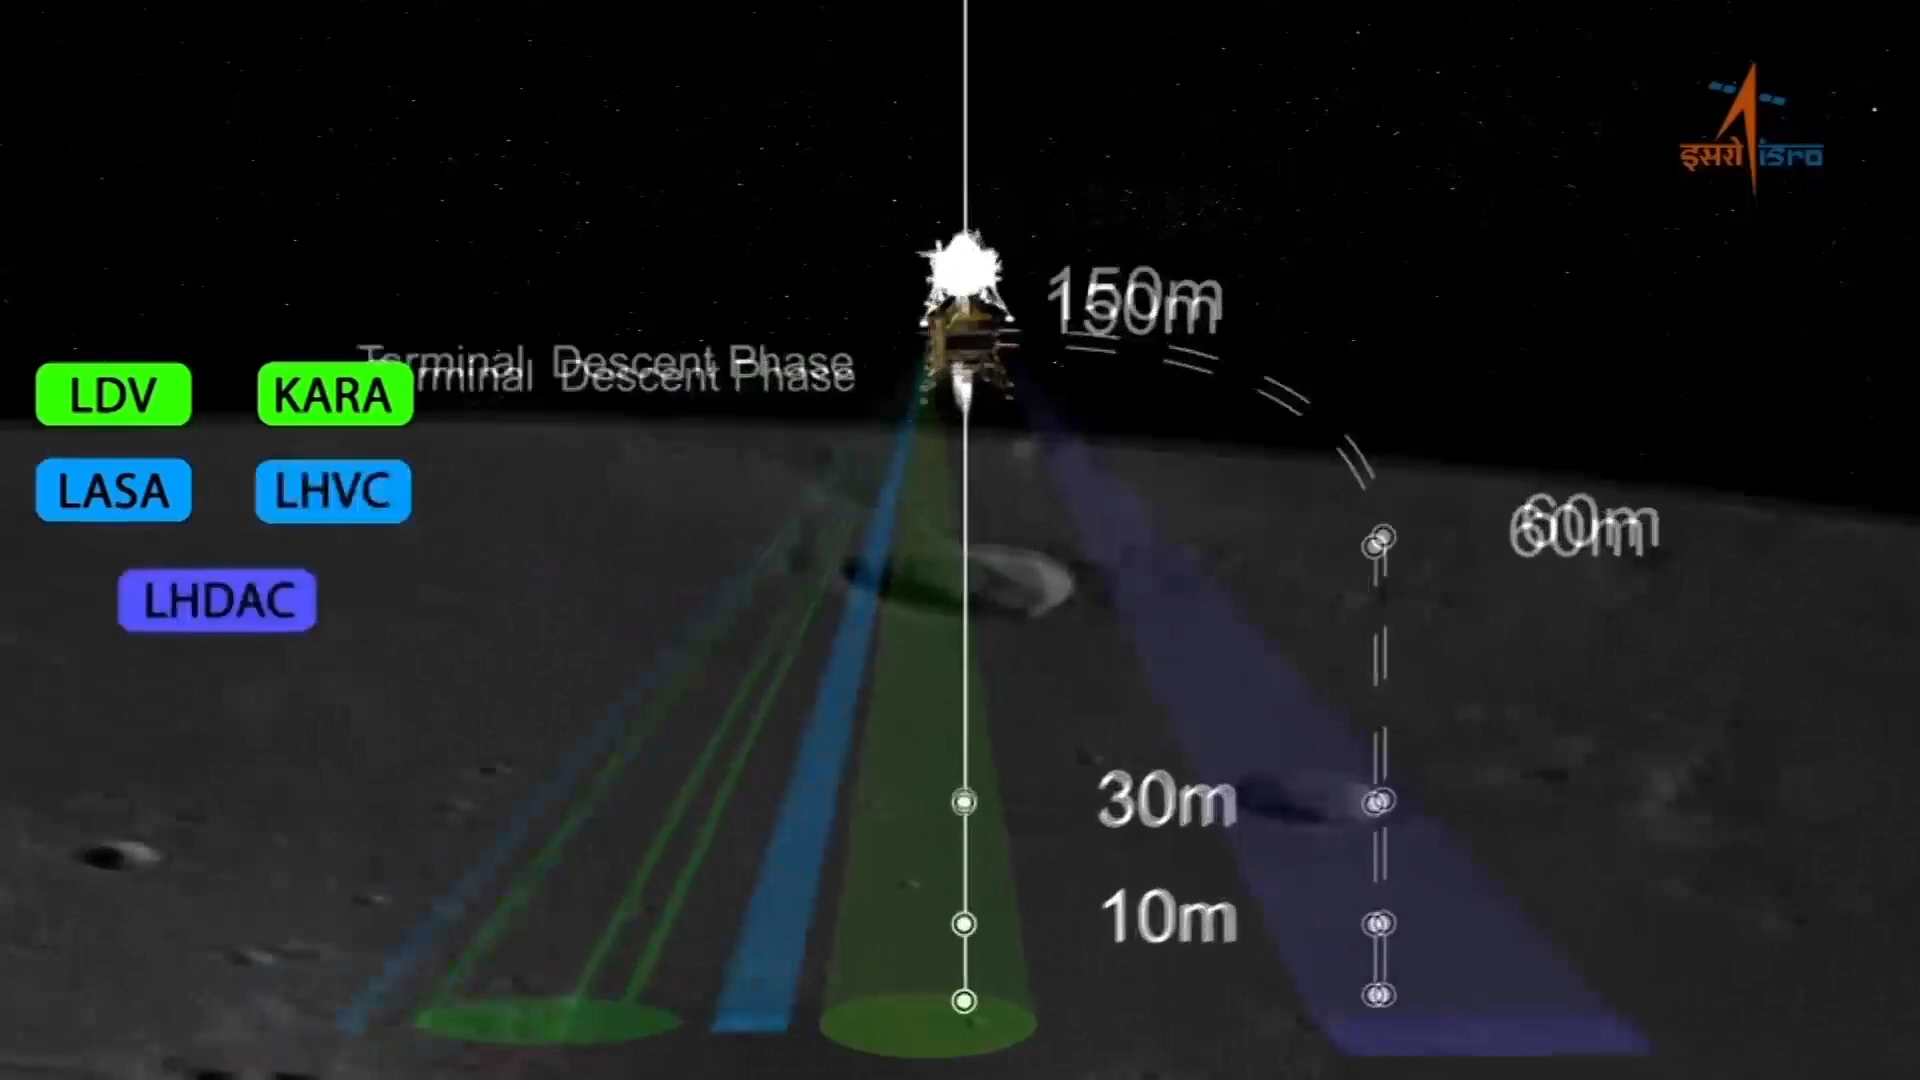 इसरो isro
150m
Terminal Descent Phase
LDV KARA
LASA LHVC
60m
LHDAC
30m
10m